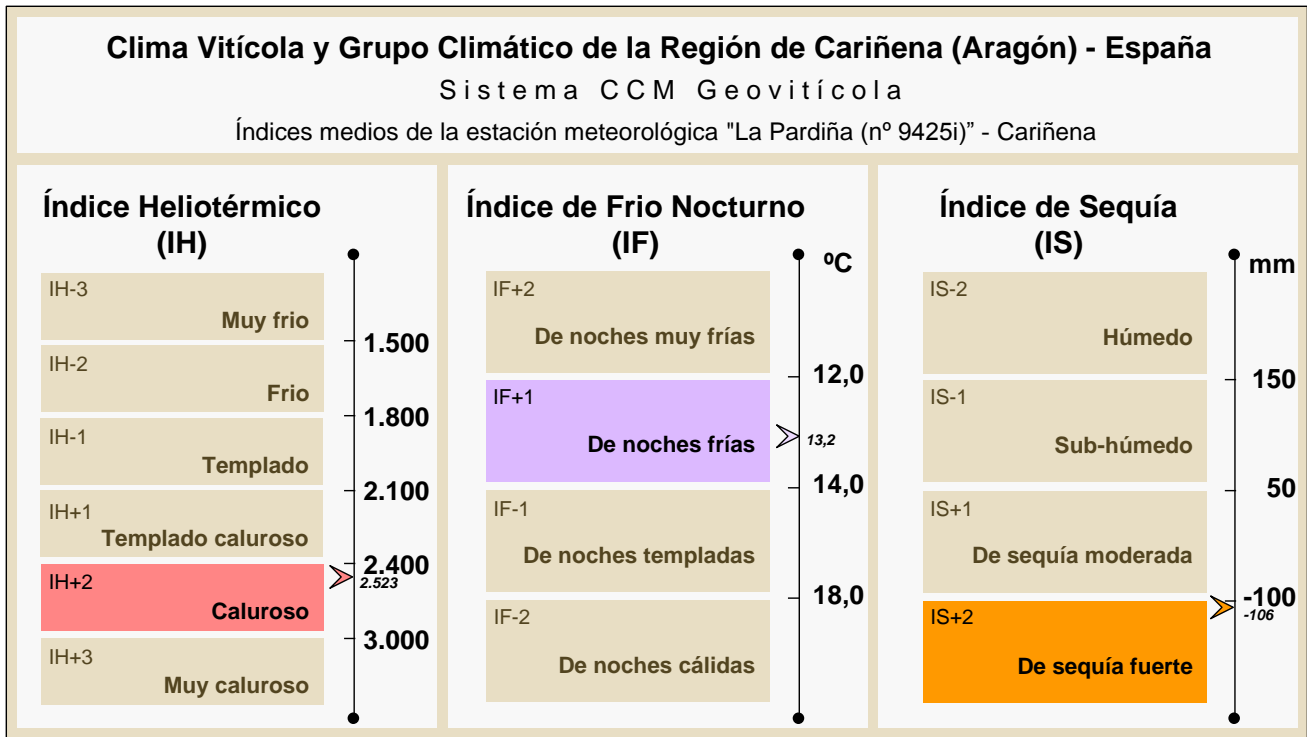 Clima Vitícola y Grupo Climático de la Región de Cariñena (Aragón) - España
Sistema CCM Geovitícola
Índices medios de la estación meteorológica "La Pardiña (nº 9425i)” - Cariñena
Índice Heliotérmico
(IH)
IH-3
Muy frio
1.500
IH-2
Frio
1.800
IH-1
Templado
2.100
IH+1
Templado caluroso
2.400
2.523
IH+2
Caluroso
3.000
IH+3
Muy caluroso
Índice de Frio Nocturno
(IF)
ºC
IF+2
De noches muy frías
12,0
IF+1
De noches frías
13,2
14,0
IF-1
De noches templadas
18,0
IF-2
De noches cálidas
Índice de Sequía
(IS)
mm
IS-2
Húmedo
150
IS-1
Sub-húmedo
50
IS+1
De sequía moderada
-100
-106
IS+2
De sequía fuerte